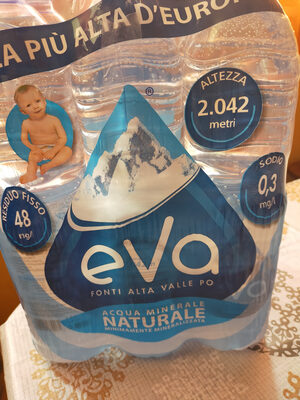 A PIÙ ALTA D'EURO
®
ALTEZZA
2.042
metri
RESIDUO FISSO
48
mg/l
SODIO
0,3
mg/l
eva
FONTI ALTA VALLE PO
ACQUA MINERALE
NATURALE
MINIMAMENTE MINERALIZZATA